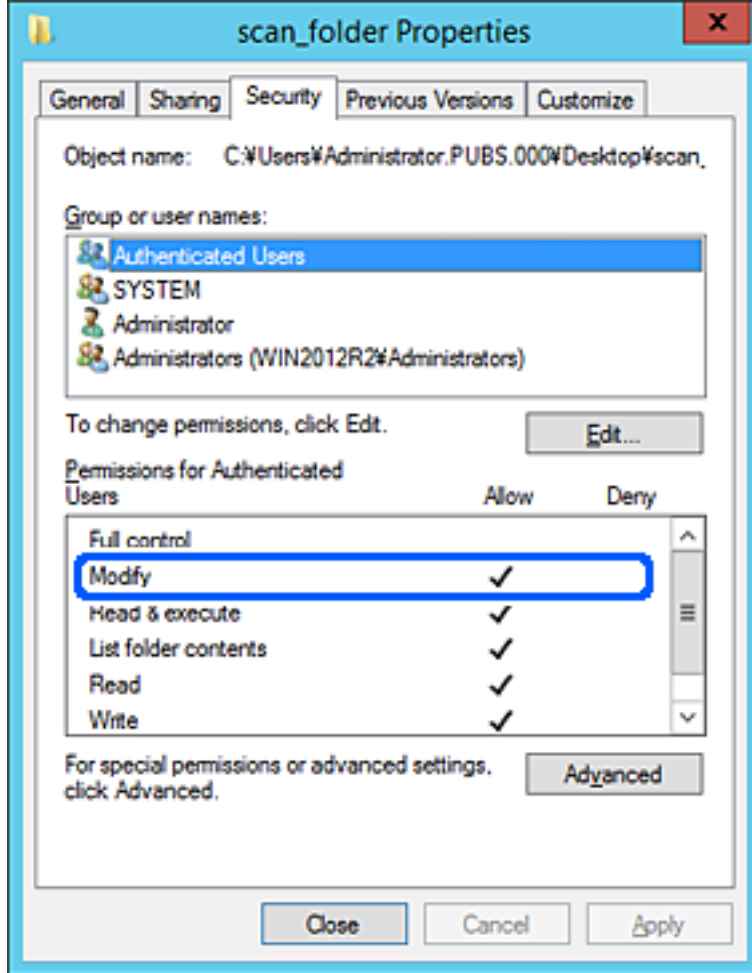 scan_folder Properties
x
General Sharing Security Previous Versions Customize
Object name: C:¥Users¥Administrator.PUBS.000¥Desktop¥scan_
Group or user names:
Authenticated Users
SYSTEM
Administrator
Administrators (WIN2012R2¥Administrators)
To change permissions, click Edit.
Edit...
Permissions for Authenticated
Users Allow Deny
Full control
Modify
Read & execute
List folder contents
Read
Write
For special permissions or advanced settings,
click Advanced.
Advanced
Close Cancel Apply